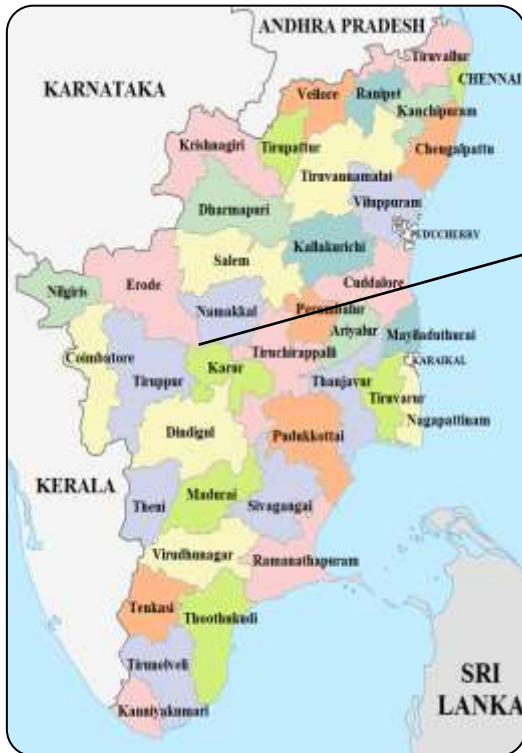 ANDHRA PRADESH
Tiruvallur
KARNATAKA
CHENNAI
Vellore
Ranipet
Kanchipuram
Krishnagiri
Tirupattur
Chengalpattu
Tiruvannamalai
Viluppuram
Dharmapuri
PUDUCHERRY
Kallakurichi
Salem
Cuddalore
Erode
Nilgiris
Namakkal
Perambalur
Ariyalur
Mayiladuthurai
Coimbatore
Tiruchirappalli
KARAIKAL
Karur
Tiruppur
Thanjavur
Tiruvarur
Nagapattinam
Dindigul
Pudukkottai
KERALA
Madurai
Theni
Sivagangai
Virudhunagar
Ramanathapuram
Tenkasi
Thoothukudi
Tirunelveli
SRI
LANKA
Kanniyakumari